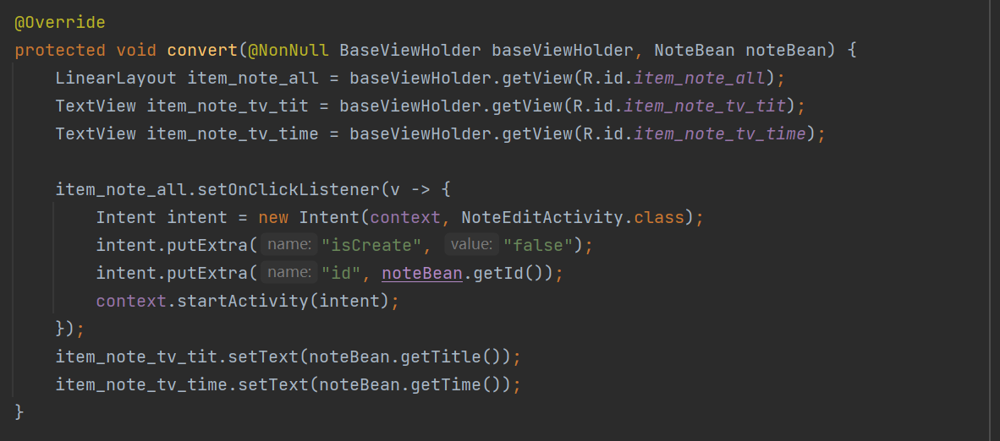 @Override
protected void convert(@NonNull BaseViewHolder baseViewHolder, NoteBean noteBean) {
    LinearLayout item_note_all = baseViewHolder.getView(R.id.item_note_all);
    TextView item_note_tv_tit = baseViewHolder.getView(R.id.item_note_tv_tit);
    TextView item_note_tv_time = baseViewHolder.getView(R.id.item_note_tv_time);

    item_note_all.setOnClickListener(v -> {
        Intent intent = new Intent(context, NoteEditActivity.class);
        intent.putExtra( name: "isCreate", value: "false");
        intent.putExtra( name: "id", noteBean.getId());
        context.startActivity(intent);
    });
    item_note_tv_tit.setText(noteBean.getTitle());
    item_note_tv_time.setText(noteBean.getTime());
}